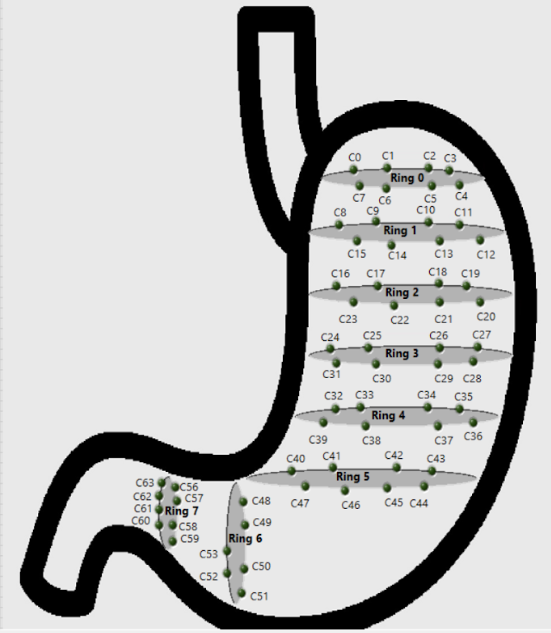 C0 C1 C2 C3
Ring 0
C7 C6 C5 C4
C8 C9 C10 C11
Ring 1
C15 C14 C13 C12
C16 C17 C18 C19
Ring 2
C23 C22 C21 C20
C24 C25 C26 C27
Ring 3
C31 C30 C29 C28
C32 C33 C34 C35
Ring 4
C39 C38 C37 C36
C40 C41 C42 C43
Ring 5
C47 C46 C45 C44
C63 C56
C62 C57
C61 Ring 7
C60 C58
C59
C48
C49
Ring 6
C53
C52 C50
C51